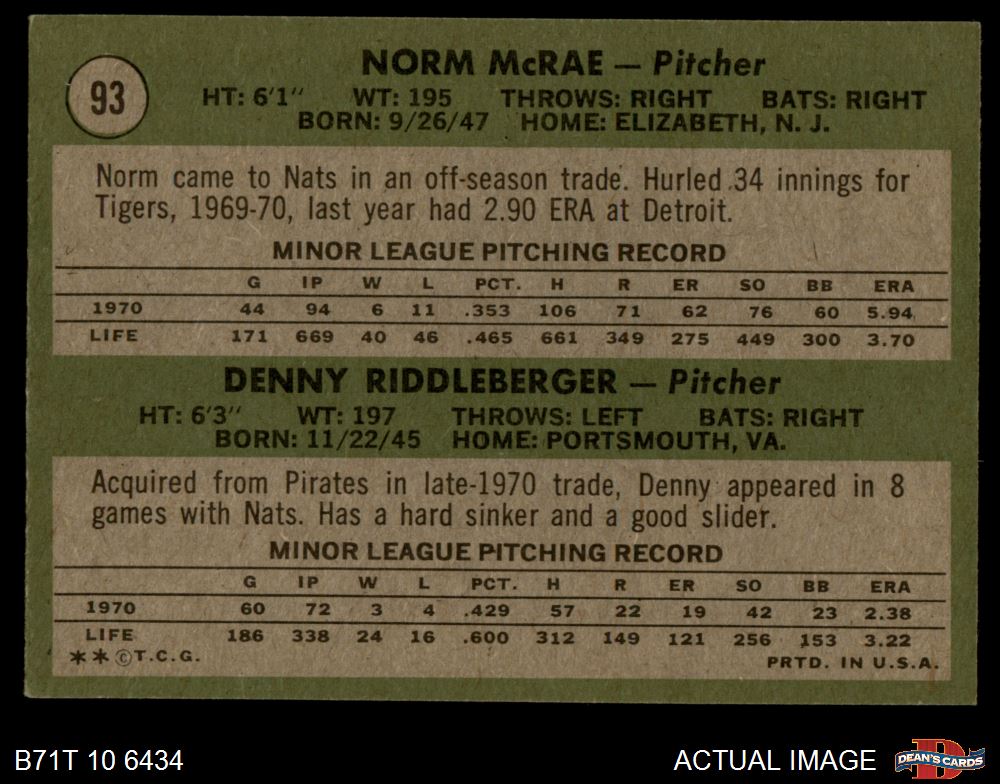 93
NORM McRAE — Pitcher
HT: 6'1" WT: 195 THROWS: RIGHT BATS: RIGHT
BORN: 9/26/47 HOME: ELIZABETH, N. J.
Norm came to Nats in an off-season trade. Hurled 34 innings for
Tigers, 1969-70, last year had 2.90 ERA at Detroit.
MINOR LEAGUE PITCHING RECORD
G IP W L PCT. H R ER SO BB ERA
1970 44 94 6 11 .353 106 71 62 76 60 5.94
LIFE 171 669 40 46 .465 661 349 275 449 300 3.70
DENNY RIDDLEBERGER — Pitcher
HT: 6'3" WT: 197 THROWS: LEFT BATS: RIGHT
BORN: 11/22/45 HOME: PORTSMOUTH, VA.
Acquired from Pirates in late-1970 trade, Denny appeared in 8
games with Nats. Has a hard sinker and a good slider.
MINOR LEAGUE PITCHING RECORD
G IP W L PCT. H R ER SO BB ERA
1970 60 72 3 4 .429 57 22 19 42 23 2.38
LIFE 186 338 24 16 .600 312 149 121 256 153 3.22
**©T.C.G. PRTD. IN U.S.A.
B71T 10 6434 ACTUAL IMAGE D DEAN'S CARDS